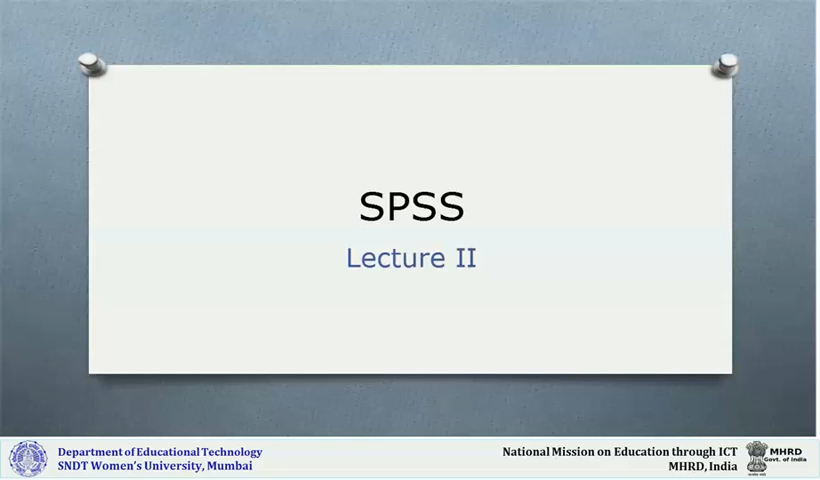 SPSS
Lecture II
Department of Educational Technology
SNDT Women's University, Mumbai
National Mission on Education through ICT
MHRD, India
MHRD
Govt. of India